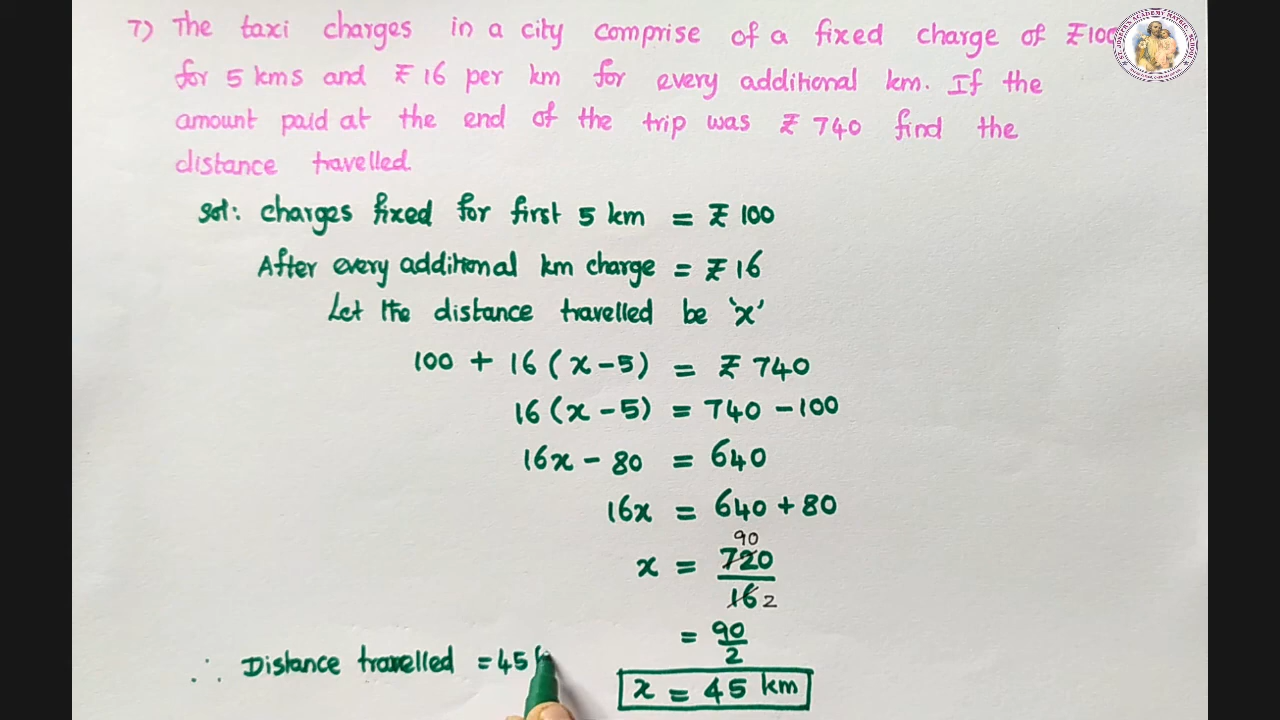 7) The taxi charges in a city comprise of a fixed charge of ₹100
for 5 kms and ₹16 per km for every additional km. If the
amount paid at the end of the trip was ₹ 740 find the
distance travelled.
Sol: charges fixed for first 5 km = ₹ 100
After every additional km charge = ₹ 16
Let the distance travelled be 'x'
100 + 16 (x - 5) = ₹ 740
16 (x - 5) = 740 - 100
16x - 80 = 640
16x = 640 + 80
90
x = 720
16 2
= 90
2
∴ Distance travelled = 45
x = 45 km